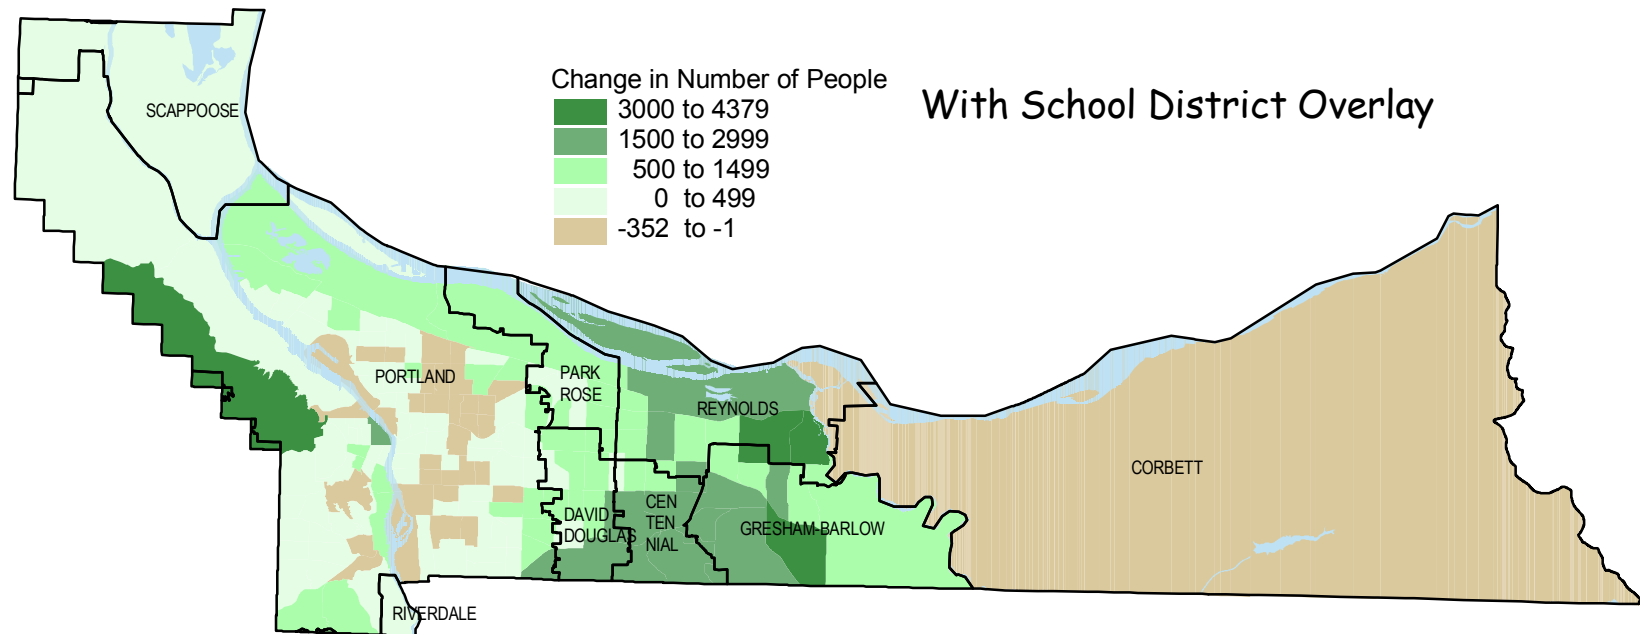 Change in Number of People
3000 to 4379
1500 to 2999
500 to 1499
0 to 499
-352 to -1
With School District Overlay
SCAPPOOSE
PORTLAND
PARK
ROSE
REYNOLDS
CORBETT
DAVID
DOUGLAS
CEN
TEN
NIAL
GRESHAM-BARLOW
RIVERDALE